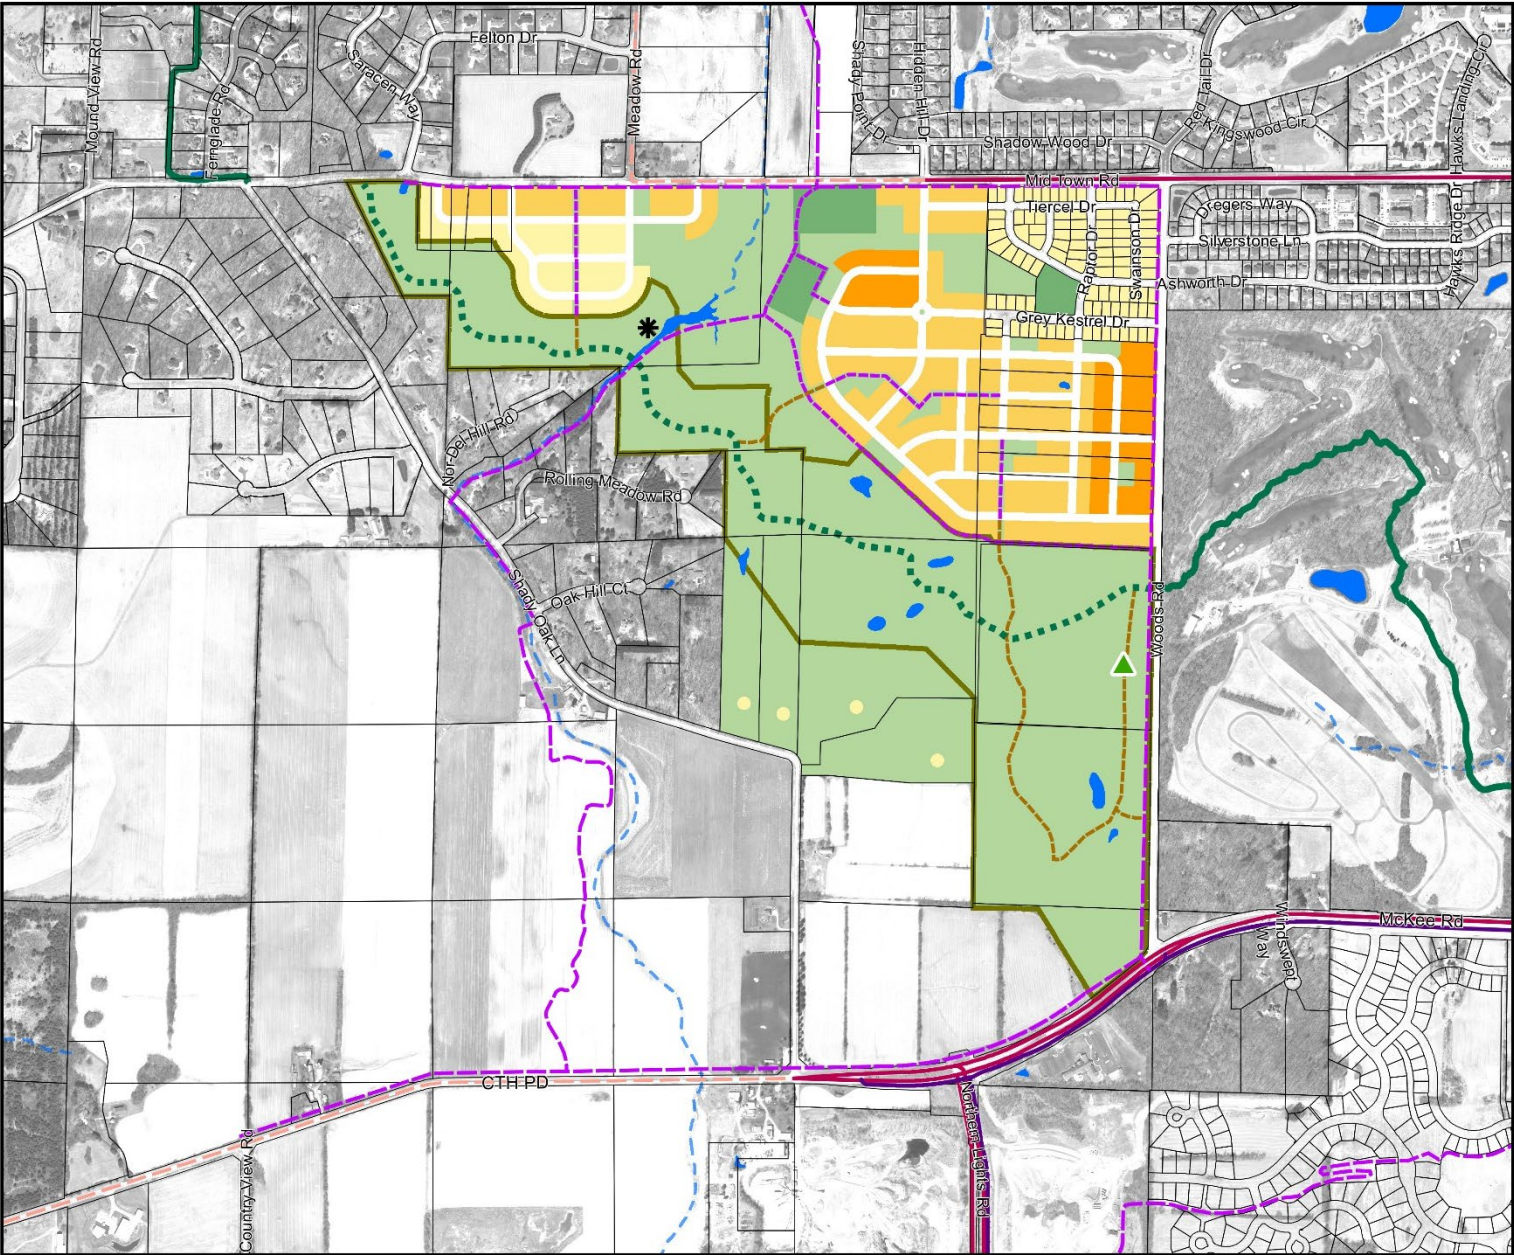 Felton Dr
Mound View Rd
Saracen Way
Meadow Rd
Shady Point Dr
Hidden Hill Dr
Red Tail Dr
Hawks Landing Cir
Fernglade Rd
Kingswood Cir
Shadow Wood Dr
Mid Town Rd
Tiercel Dr
Dregers Way
Hawks Ridge Dr
Raptor Dr
Swanson Dr
Silverstone Ln
Ashworth Dr
Grey Kestrel Dr
Nor-Del Hill Rd
Rolling Meadow Rd
Shady Oak Ln
Oak Hill Ct
Woods Rd
McKee Rd
Windswept
Way
CTH PD
Northern Lights Rd
Country View Rd